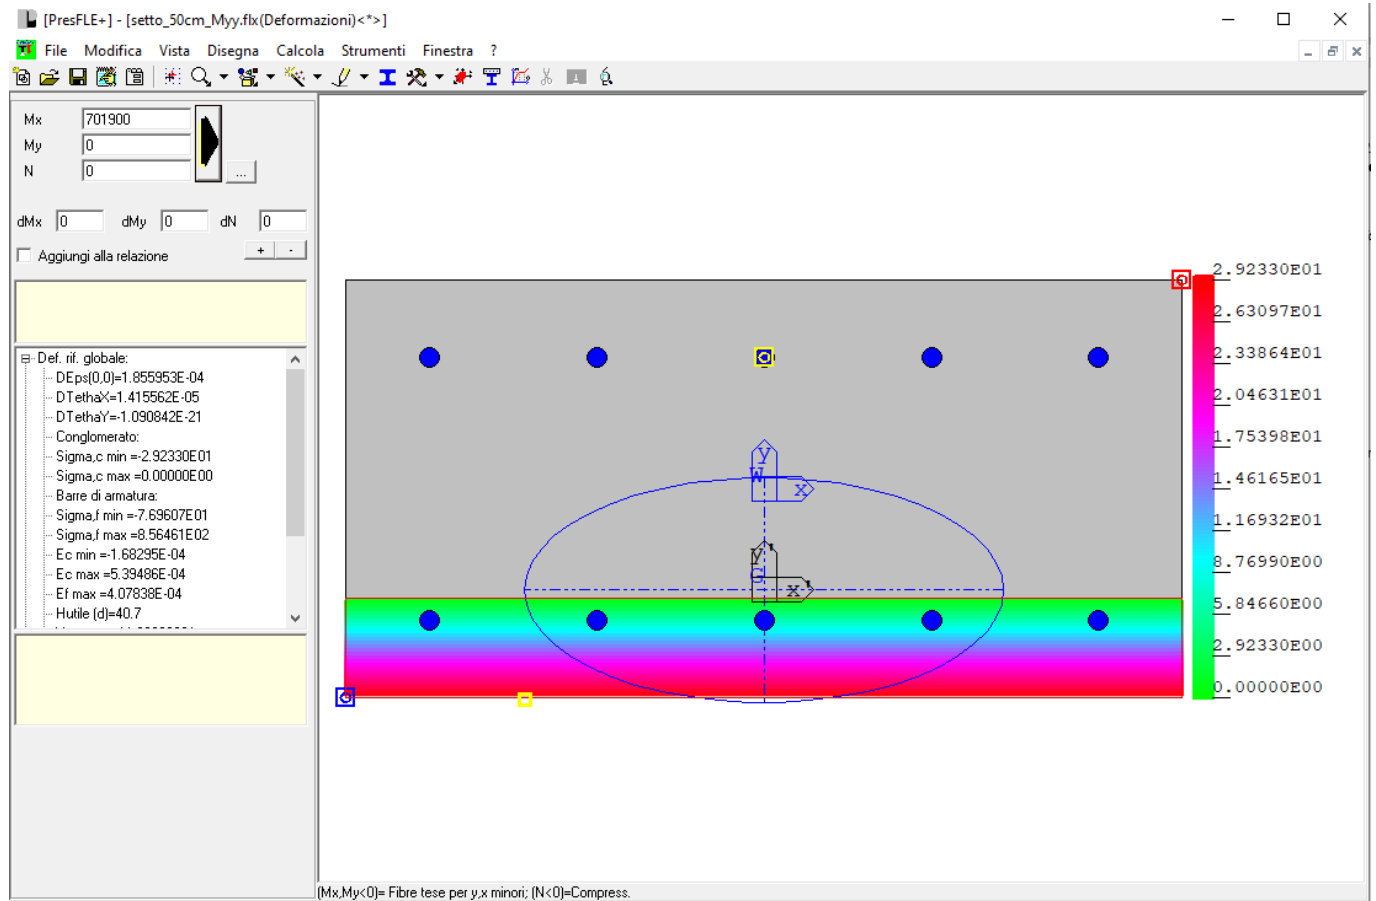 [PresFLE+] - [setto_50cm_Myy.flx(Deformazioni)<*>]
File Modifica Vista Disegna Calcola Strumenti Finestra ?
Mx 701900
My 0
N 0
...
dMx 0 dMy 0 dN 0
Aggiungi alla relazione + -
Def. rif. globale:
DEps(0,0)=1.855953E-04
DTethaX=1.415562E-05
DTethaY=-1.090842E-21
Conglomerato:
Sigma,c min =-2.92330E01
Sigma,c max =0.00000E00
Barre di armatura:
Sigma,f min =-7.69607E01
Sigma,f max =8.56461E02
Ec min =-1.68295E-04
Ec max =5.39486E-04
Ef max =4.07838E-04
Hutile (d)=40.7
y
W
x
y'
G
x'
2.92330E01
2.63097E01
2.33864E01
2.04631E01
1.75398E01
1.46165E01
1.16932E01
8.76990E00
5.84660E00
2.92330E00
0.00000E00
(Mx,My<0)= Fibre tese per y,x minori; (N<0)=Compress.